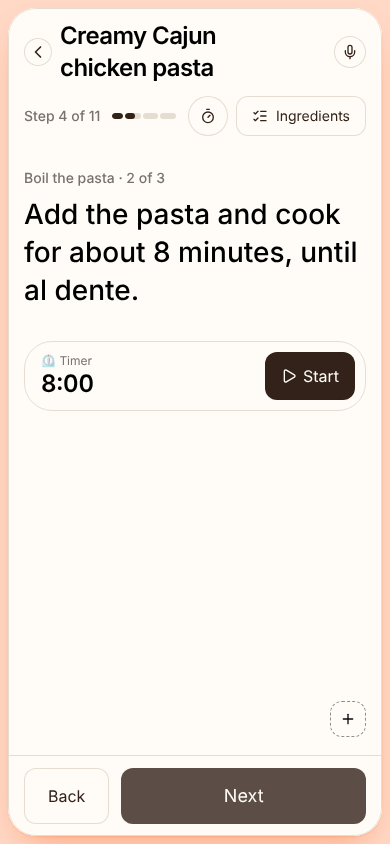 Creamy Cajun
chicken pasta
Step 4 of 11
Ingredients
Boil the pasta · 2 of 3
Add the pasta and cook
for about 8 minutes, until
al dente.
⏲️ Timer
8:00
Start
+
Back
Next